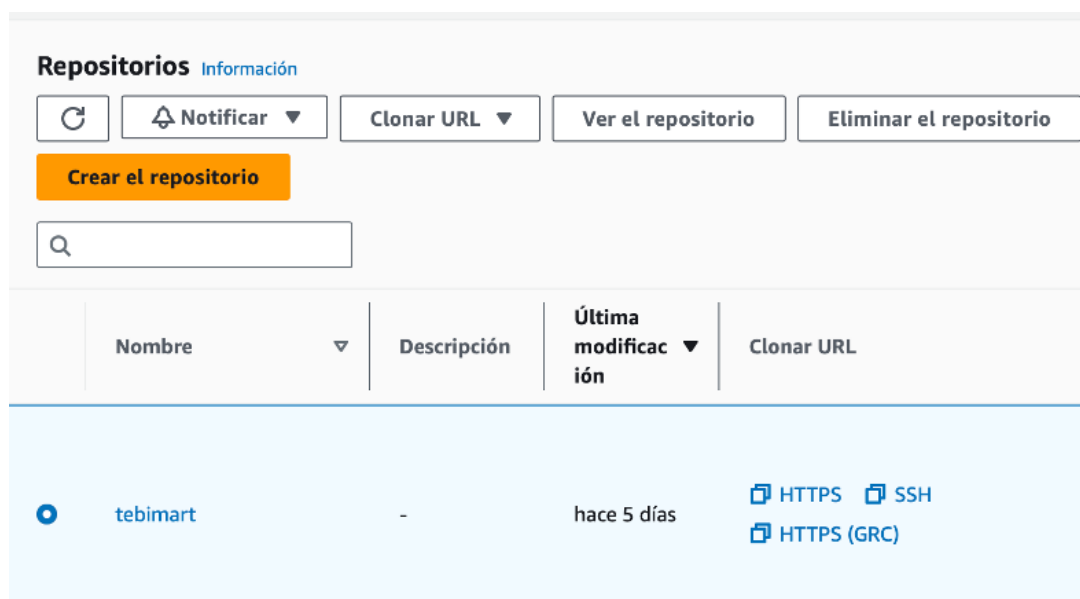 Repositorios Información
Notificar Clonar URL Ver el repositorio Eliminar el repositorio
Crear el repositorio
Nombre Descripción Última modificac ión Clonar URL
tebimart - hace 5 días HTTPS SSH
HTTPS (GRC)